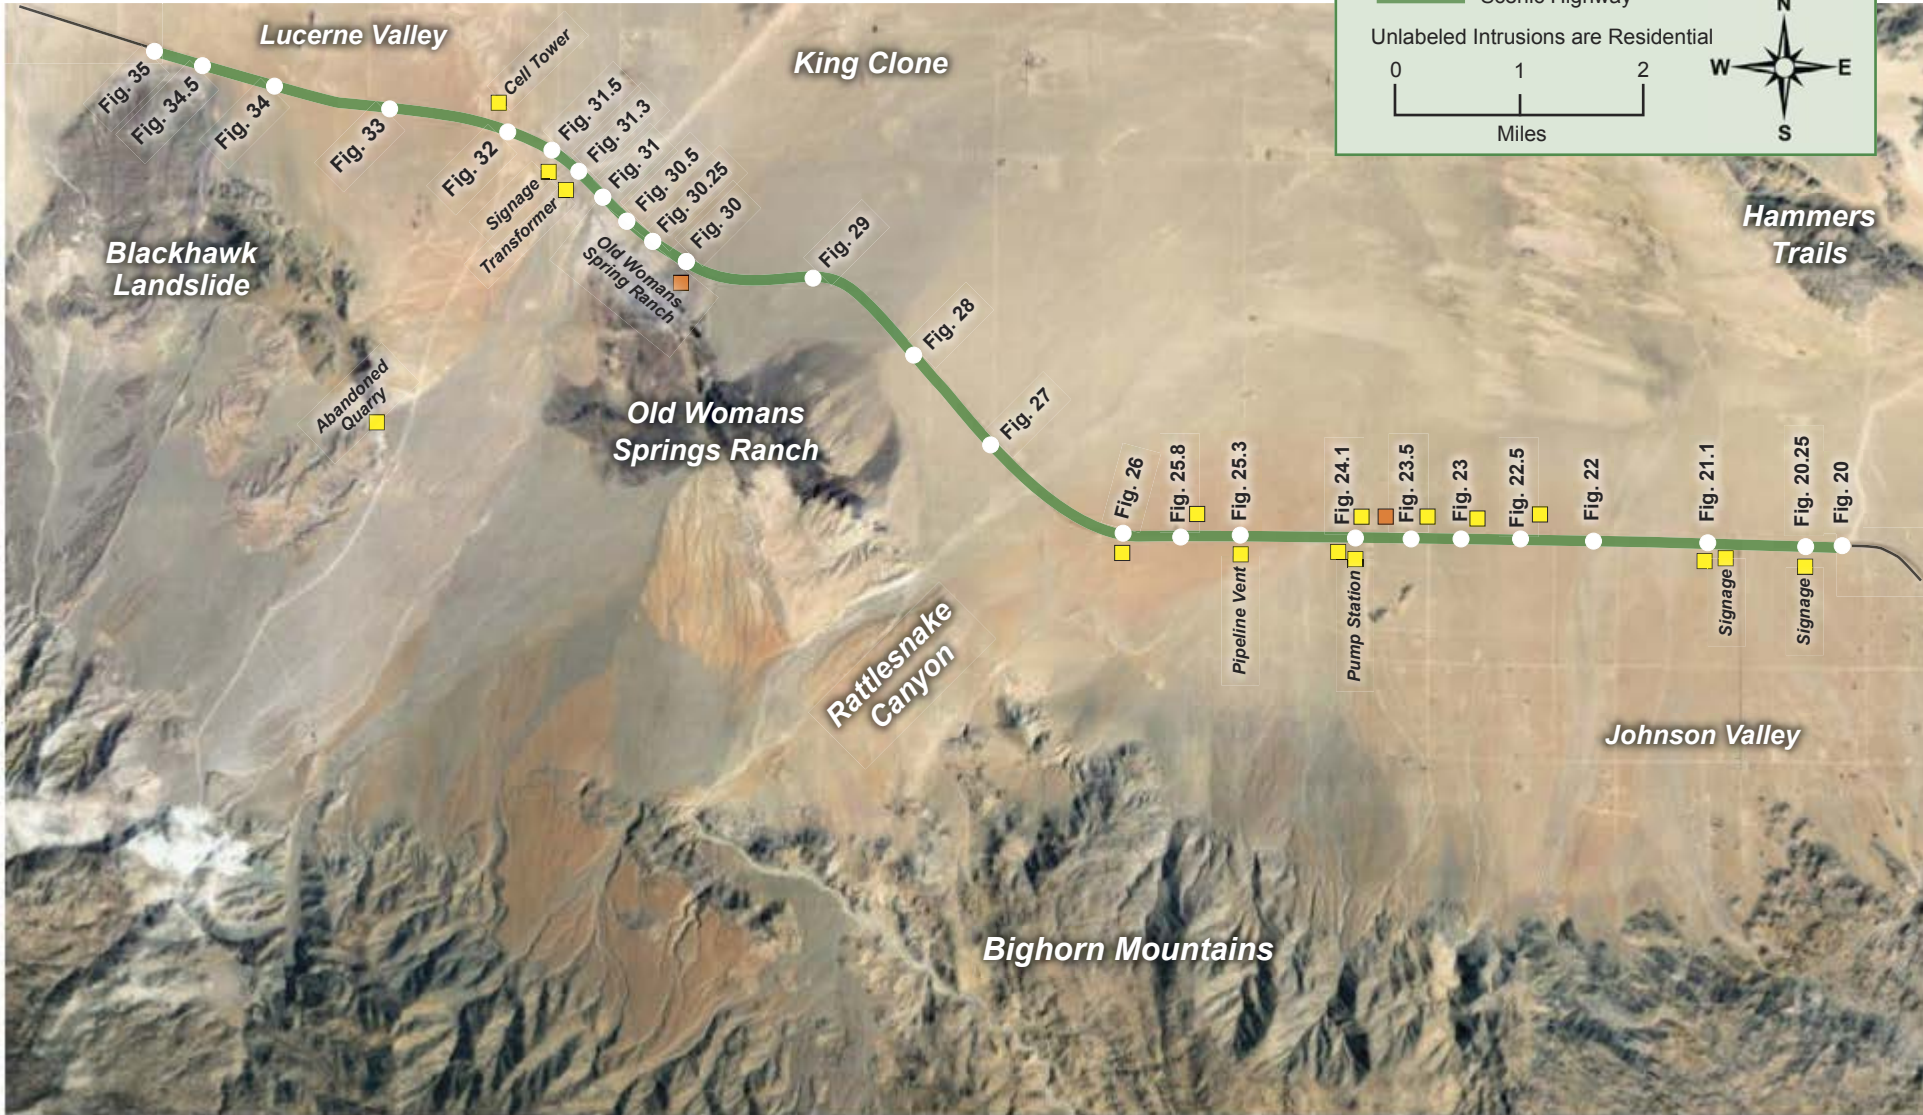 Scenic Highway
Unlabeled Intrusions are Residential
0 1 2
Miles
N
W E
S
Lucerne Valley
King Clone
Cell Tower
Fig. 35
Fig. 34.5
Fig. 34
Fig. 33
Fig. 32
Fig. 31.5
Fig. 31.3
Fig. 31
Fig. 30.5
Fig. 30.25
Fig. 30
Fig. 29
Fig. 28
Fig. 27
Signage
Transformer
Old Womans
Spring Ranch
Blackhawk
Landslide
Hammers
Trails
Abandoned
Quarry
Old Womans
Springs Ranch
Fig. 26
Fig. 25.8
Fig. 25.3
Fig. 24.1
Fig. 23.5
Fig. 23
Fig. 22.5
Fig. 22
Fig. 21.1
Fig. 20.25
Fig. 20
Pipeline Vent
Pump Station
Signage
Signage
Rattlesnake
Canyon
Johnson Valley
Bighorn Mountains